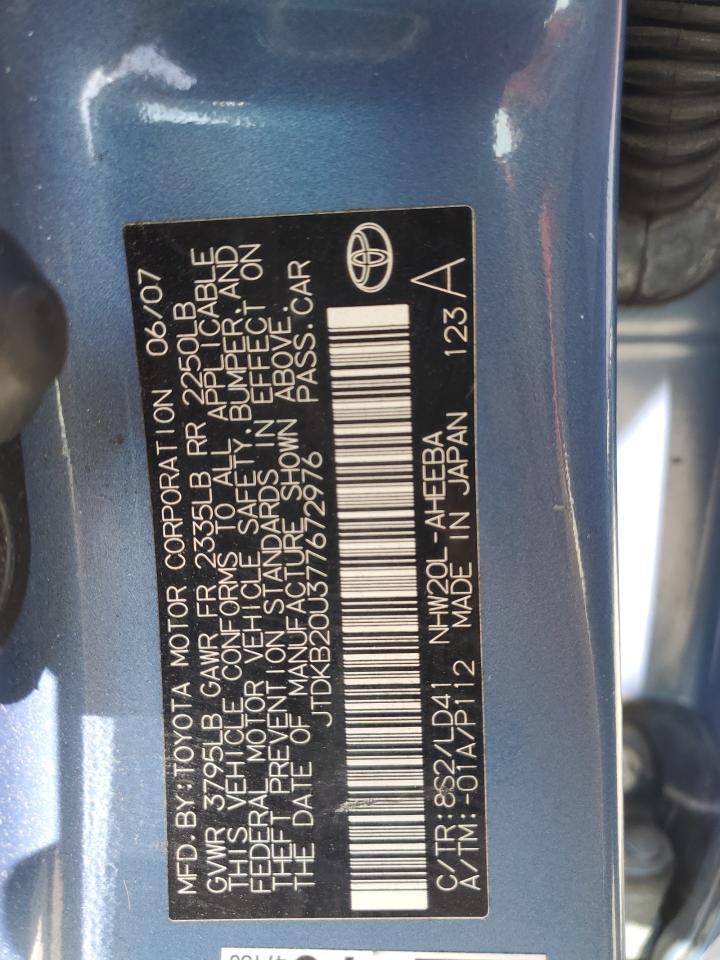 MFD.BY:TOYOTA MOTOR CORPORATION 06/07
GVWR 3795LB GAWR FR 2335LB RR 2250LB
THIS VEHICLE CONFORMS TO ALL APPLICABLE
FEDERAL MOTOR VEHICLE SAFETY,BUMPER,AND
THEFT PREVENTION STANDARDS IN EFFECT ON
THE DATE OF MANUFACTURE SHOWN ABOVE.
JTDKB20U377672976 PASS.CAR
C/TR:8S2/LD41 NHW20L-AHEEBA 123
A/TM:-01A/P112 MADE IN JAPAN A